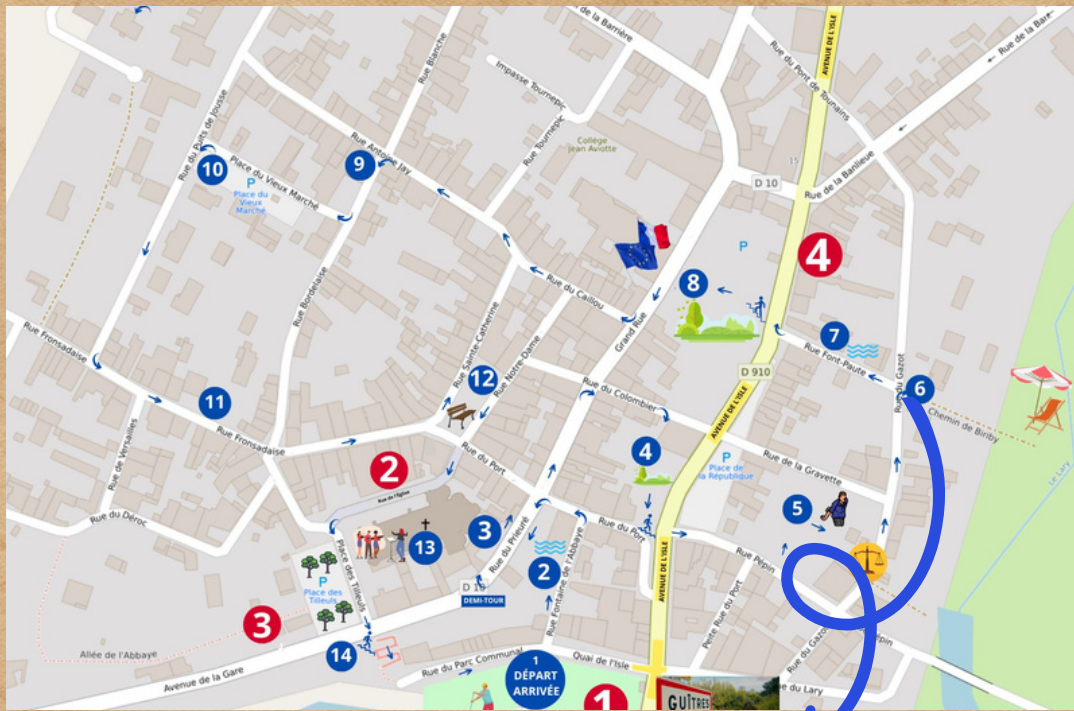 Rue de la Barrière
AVENUE DE L'ISLE
Rue de la Ban
Rue Blanche
Impasse Tournepic
Rue du Pont de Tounains
Rue du Puits de Jousse
Rue Tournepic
Collège
Jean Aviotte
Rue Antoine Jay
9
15
Rue de la Banlieue
10
Place du Vieux Marché
P
Place du
Vieux
Marché
D 10
P
4
Rue Bordelaise
8
Rue du Caillou
Grand Rue
7
Rue Font-Paute
Rue Fronsadaise
Rue Sainte-Catherine
Rue Notre-Dame
D 910
Rue du Gazot
6
12
Rue du Colombier
AVENUE DE L'ISLE
Chemin de Biriby
11
Rue Fronsadaise
Rue de Versailles
2
Rue du Port
4
P
Place de
la République
Rue de la Gravette
Le Lary
Rue de l'Église
5
Rue du Déroc
3
Rue du Prieuré
Rue du Port
13
2
Rue Pépin
Place des Tilleuls
P
Place des
Tilleuls
D 10
DEMI-TOUR
Rue Fontaine de l'Abbaye
AVENUE DE L'ISLE
Petite Rue du Port
3
Rue du Gazot
Pépin
Allée de l'Abbaye
14
Avenue de la Gare
Rue du Parc Communal
1
DÉPART
ARRIVÉE
Quai de l'Isle
1
GUÎTRES
e du Lary